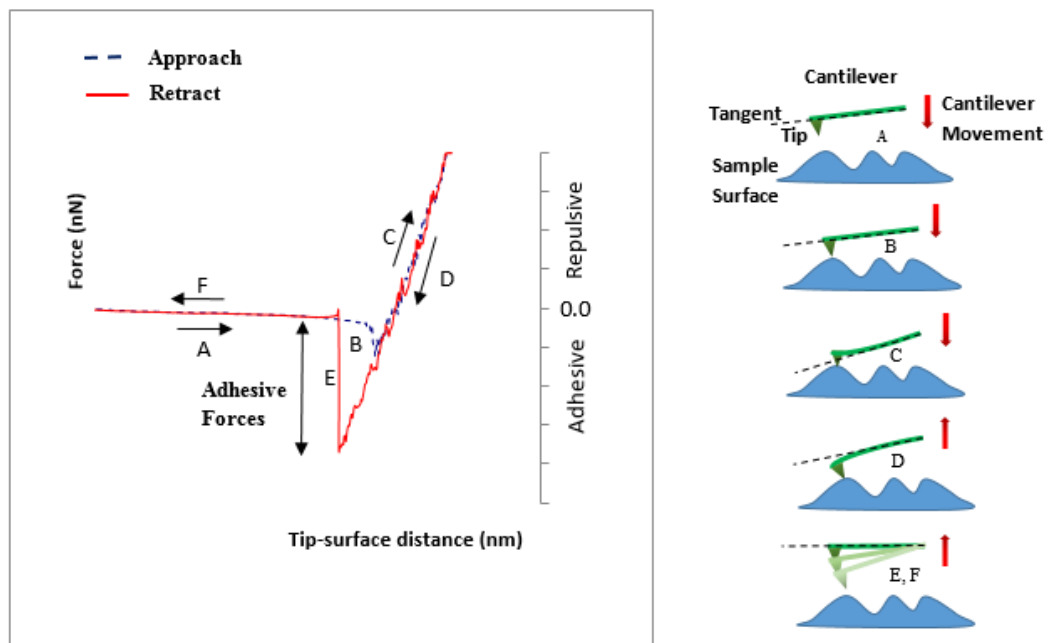 Approach
Retract
Force (nN)
F
A
B
E
C
D
Adhesive
Forces
Repulsive
0.0
Adhesive
Tip-surface distance (nm)
Cantilever
Tangent
Tip
Cantilever
Movement
A
Sample
Surface
B
C
D
E, F